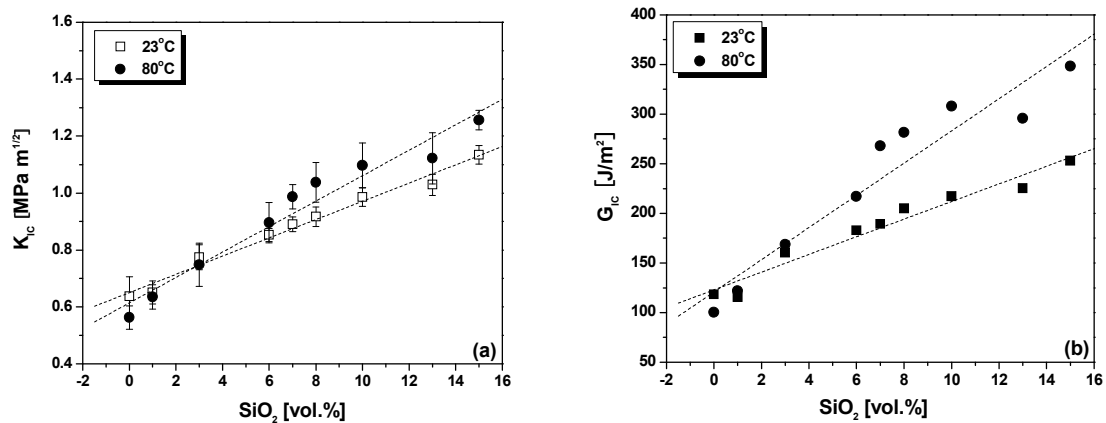 1.6
1.4
1.2
1.0
0.8
0.6
0.4
K_IC [MPa m^1/2]
23°C
80°C
-2 0 2 4 6 8 10 12 14 16
SiO₂ [vol.%]
(a)
400
350
300
250
200
150
100
50
G_IC [J/m²]
23°C
80°C
-2 0 2 4 6 8 10 12 14 16
SiO₂ [vol.%]
(b)